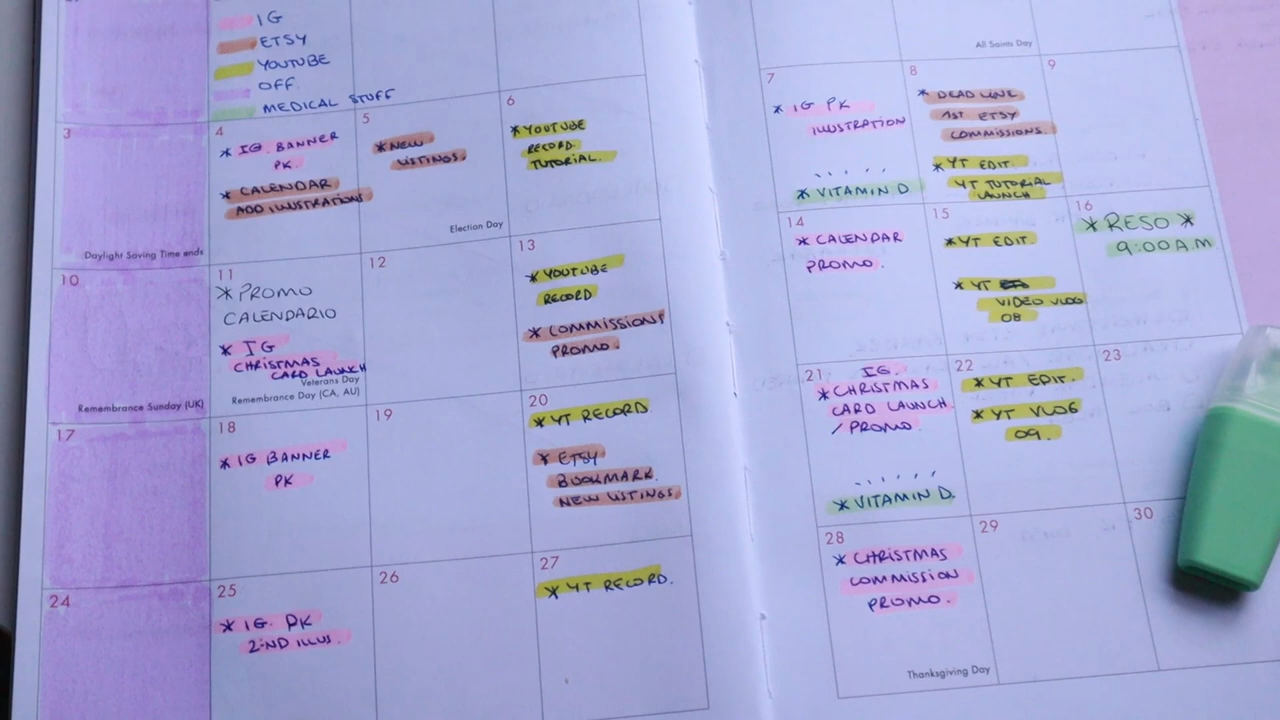 IG
ETSY
YOUTUBE
OFF.
MEDICAL STUFF
All Saints Day
3
Daylight Saving Time ends
4
* IG. BANNER
PK.
* CALENDAR
ADD ILLUSTRATIONS
5
* NEW
LISTINGS.
Election Day
6
* YOUTUBE
RECORD.
TUTORIAL.
7
* IG PK
ILLUSTRATION
* VITAMIN D
8
* DEAD LINE
1ST ETSY
COMMISSIONS.
* YT EDIT.
YT TUTORIAL
LAUNCH
9
10
Remembrance Sunday (UK)
11
* PROMO
CALENDARIO
* IG
CHRISTMAS
CARD LAUNCH
Veterans Day
Remembrance Day (CA, AU)
12
13
* YOUTUBE
RECORD
* COMMISSIONS
PROMO.
14
* CALENDAR
PROMO.
15
* YT EDIT.
* YT
VIDEO VLOG
08
16
* RESO *
9:00 A.M
17
18
* IG BANNER
PK
19
20
* YT RECORD
* ETSY
BOOKMARK.
NEW LISTINGS
21
IG.
* CHRISTMAS
CARD LAUNCH.
/ PROMO.
* VITAMIN D.
22
* YT EDIT.
* YT VLOG
09.
23
24
25
* IG. PK
2ND ILLUS.
26
27
* YT RECORD.
28
* CHRISTMAS
COMMISSION
PROMO.
Thanksgiving Day
29
30